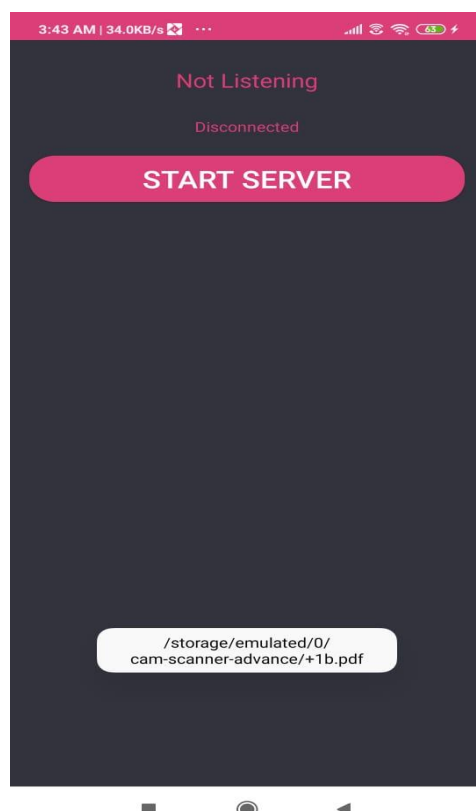 3:43 AM | 34.0KB/s ... 63
Not Listening
Disconnected
START SERVER
/storage/emulated/0/
cam-scanner-advance/+1b.pdf